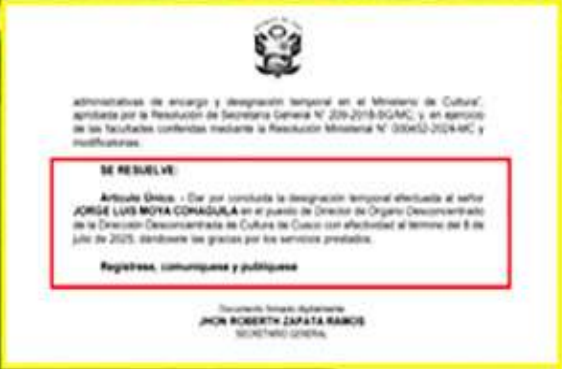 administrativas de encargo y designación temporal en el Ministerio de Cultura",
aprobada por la Resolución de Secretaría General N° 209-2018-SG/MC; y, en ejercicio
de las facultades conferidas mediante la Resolución Ministerial N° 000452-2024-MC y
modificatorias;
SE RESUELVE:
Artículo Único. - Dar por concluida la designación temporal efectuada al señor
JORGE LUIS MOYA COHAGUILA en el puesto de Director de Órgano Desconcentrado
de la Dirección Desconcentrada de Cultura de Cusco con efectividad al término del 8 de
julio de 2025, dándosele las gracias por los servicios prestados.
Regístrese, comuníquese y publíquese
Documento firmado digitalmente
JHON ROBERTH ZAPATA RAMOS
SECRETARIO GENERAL